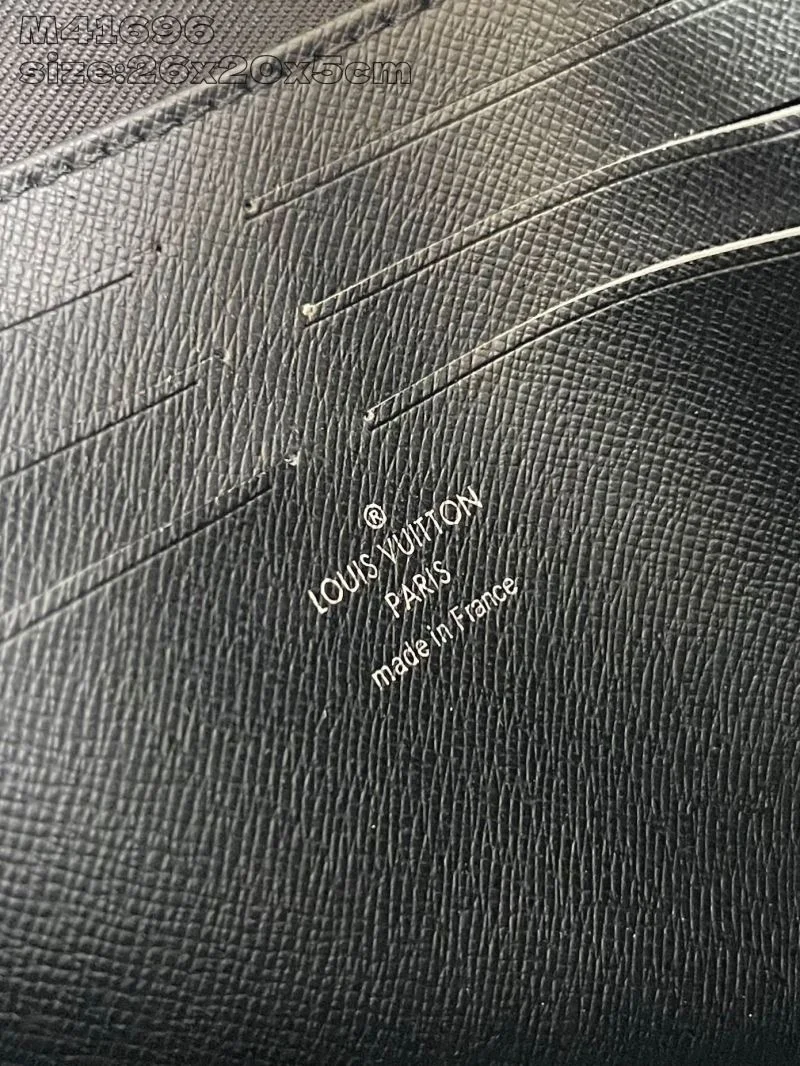 M41696
size:26x20x5cm
®
LOUIS VUITTON
PARIS
made in France